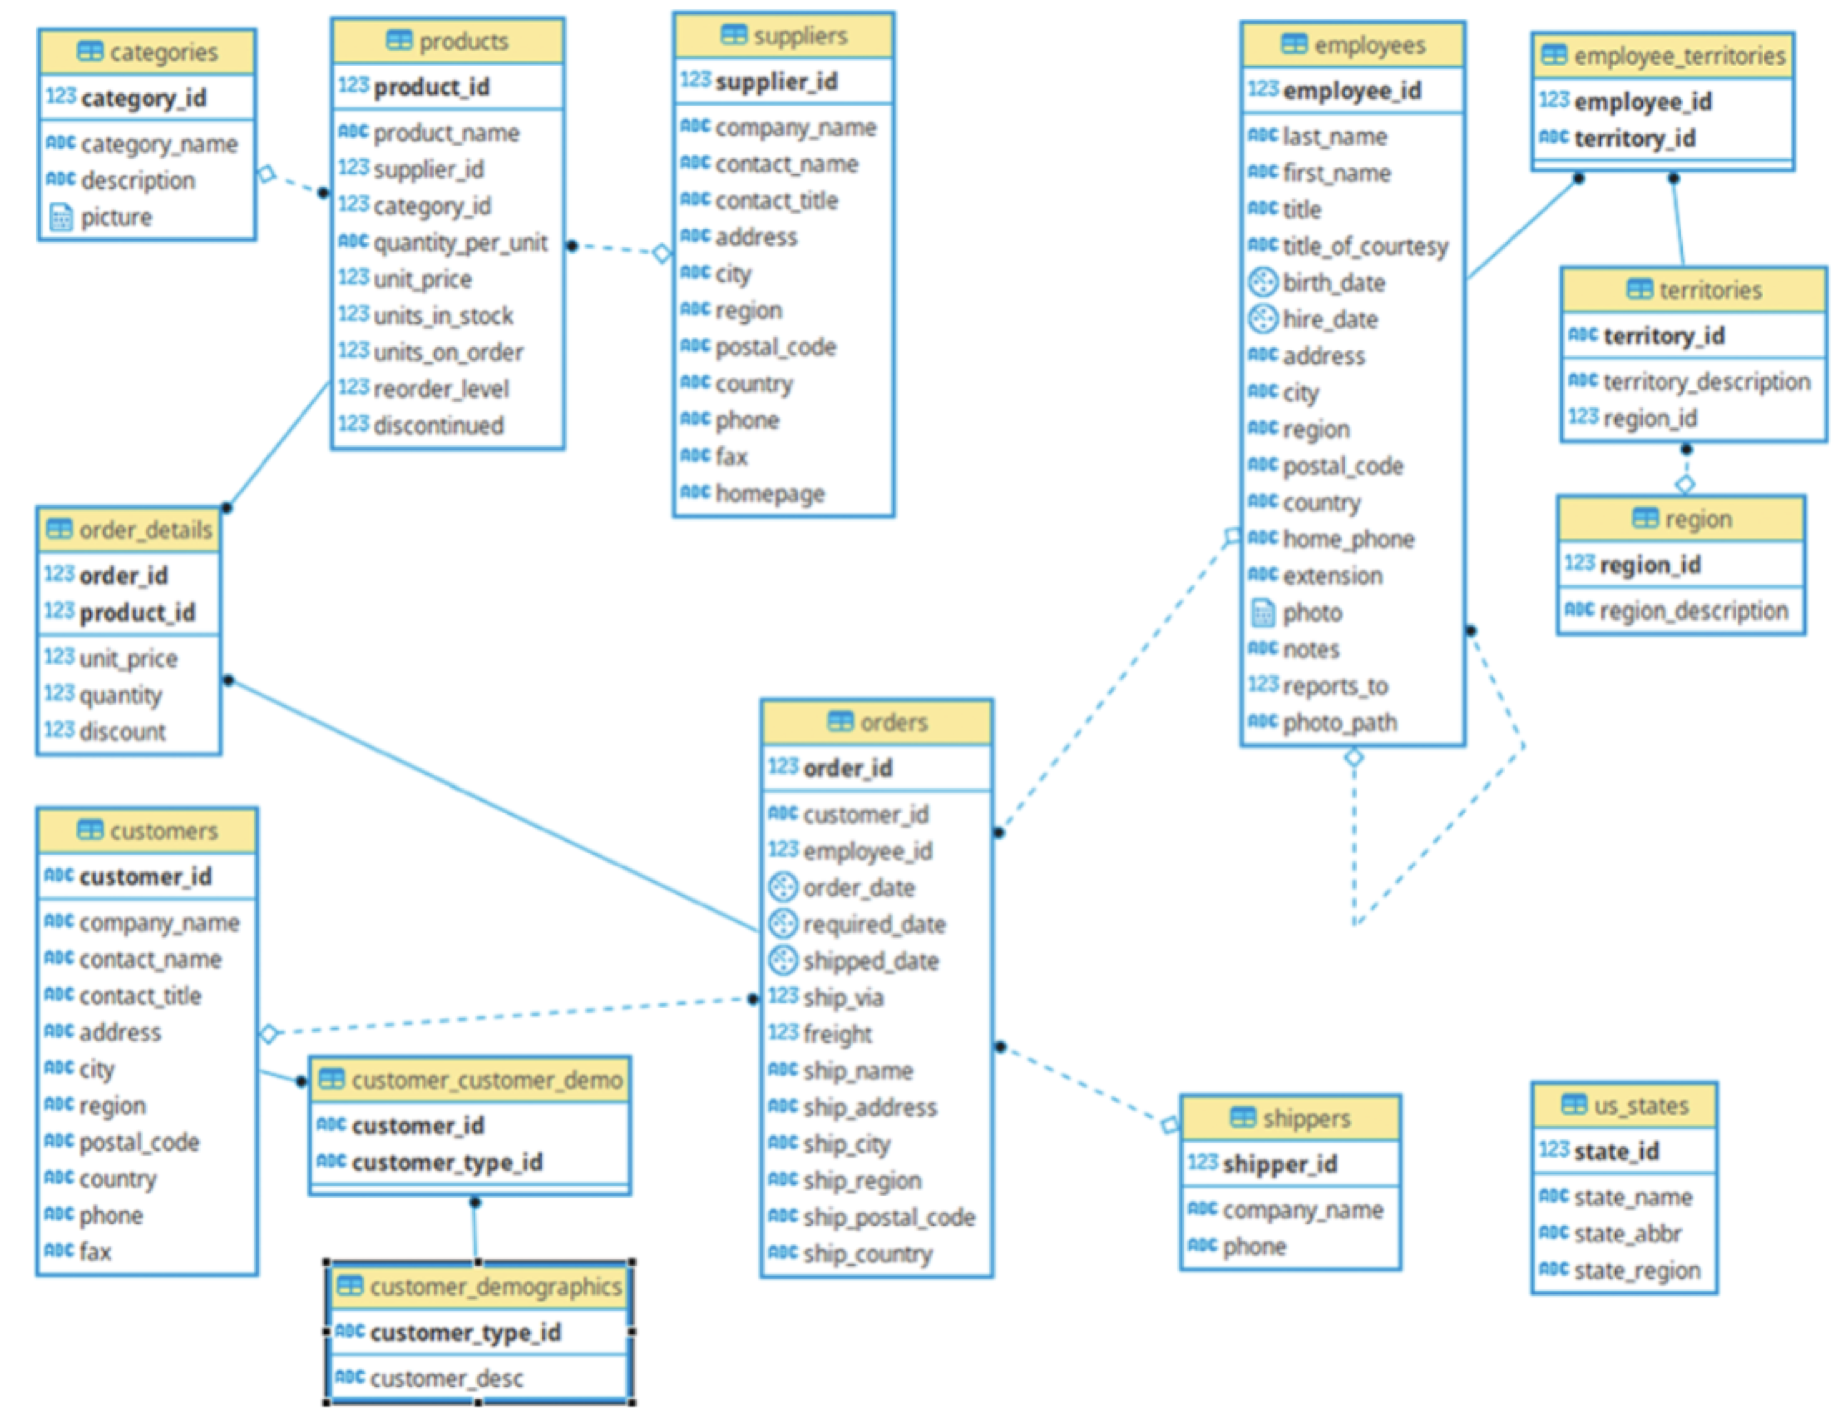 categories
123 category_id
ABC category_name
ABC description
picture
products
123 product_id
ABC product_name
123 supplier_id
123 category_id
ABC quantity_per_unit
123 unit_price
123 units_in_stock
123 units_on_order
123 reorder_level
123 discontinued
suppliers
123 supplier_id
ABC company_name
ABC contact_name
ABC contact_title
ABC address
ABC city
ABC region
ABC postal_code
ABC country
ABC phone
ABC fax
ABC homepage
employees
123 employee_id
ABC last_name
ABC first_name
ABC title
ABC title_of_courtesy
birth_date
hire_date
ABC address
ABC city
ABC region
ABC postal_code
ABC country
ABC home_phone
ABC extension
photo
ABC notes
123 reports_to
ABC photo_path
employee_territories
123 employee_id
ABC territory_id
territories
ABC territory_id
ABC territory_description
123 region_id
region
123 region_id
ABC region_description
order_details
123 order_id
123 product_id
123 unit_price
123 quantity
123 discount
customers
ABC customer_id
ABC company_name
ABC contact_name
ABC contact_title
ABC address
ABC city
ABC region
ABC postal_code
ABC country
ABC phone
ABC fax
customer_customer_demo
ABC customer_id
ABC customer_type_id
customer_demographics
ABC customer_type_id
ABC customer_desc
orders
123 order_id
ABC customer_id
123 employee_id
order_date
required_date
shipped_date
123 ship_via
123 freight
ABC ship_name
ABC ship_address
ABC ship_city
ABC ship_region
ABC ship_postal_code
ABC ship_country
shippers
123 shipper_id
ABC company_name
ABC phone
us_states
123 state_id
ABC state_name
ABC state_abbr
ABC state_region